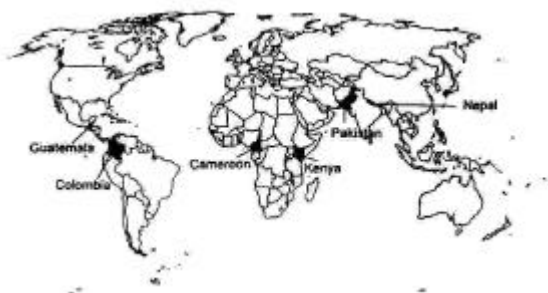 Nepal
Pakistan
Guatemala
Cameroon
Kenya
Colombia